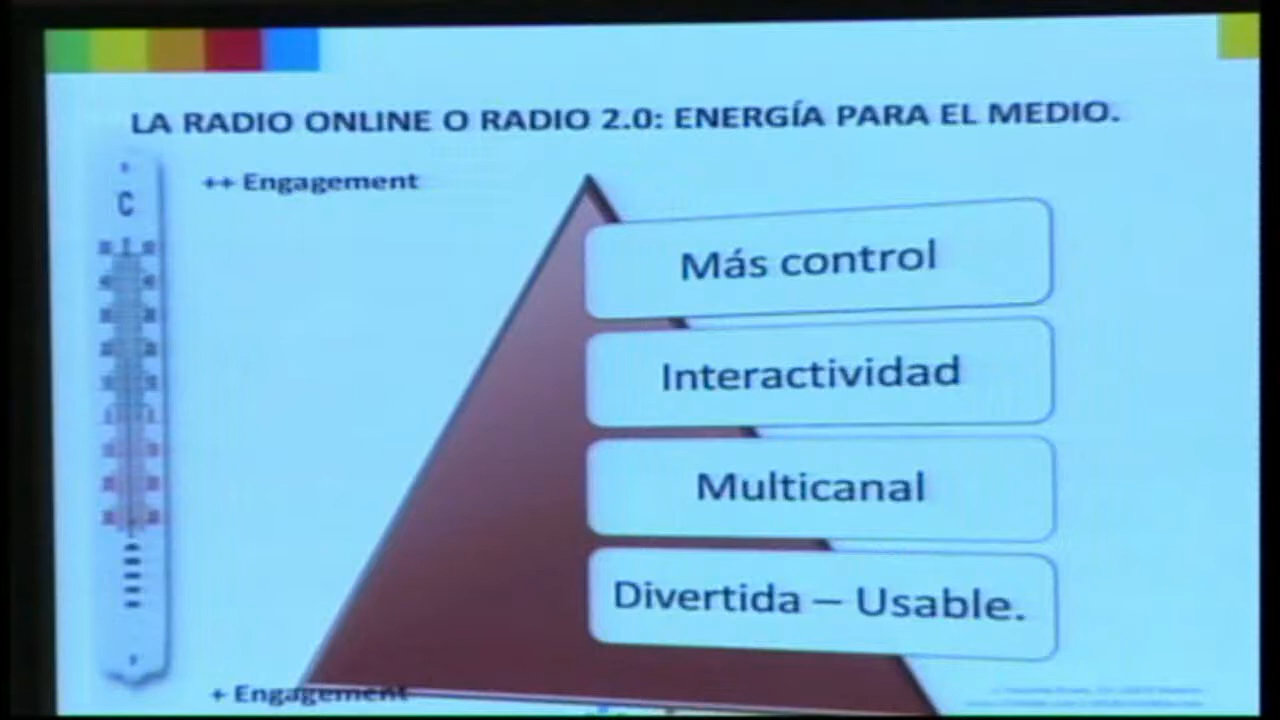 LA RADIO ONLINE O RADIO 2.0: ENERGÍA PARA EL MEDIO.
++ Engagement
C
Más control
Interactividad
Multicanal
Divertida – Usable.
+ Engagement